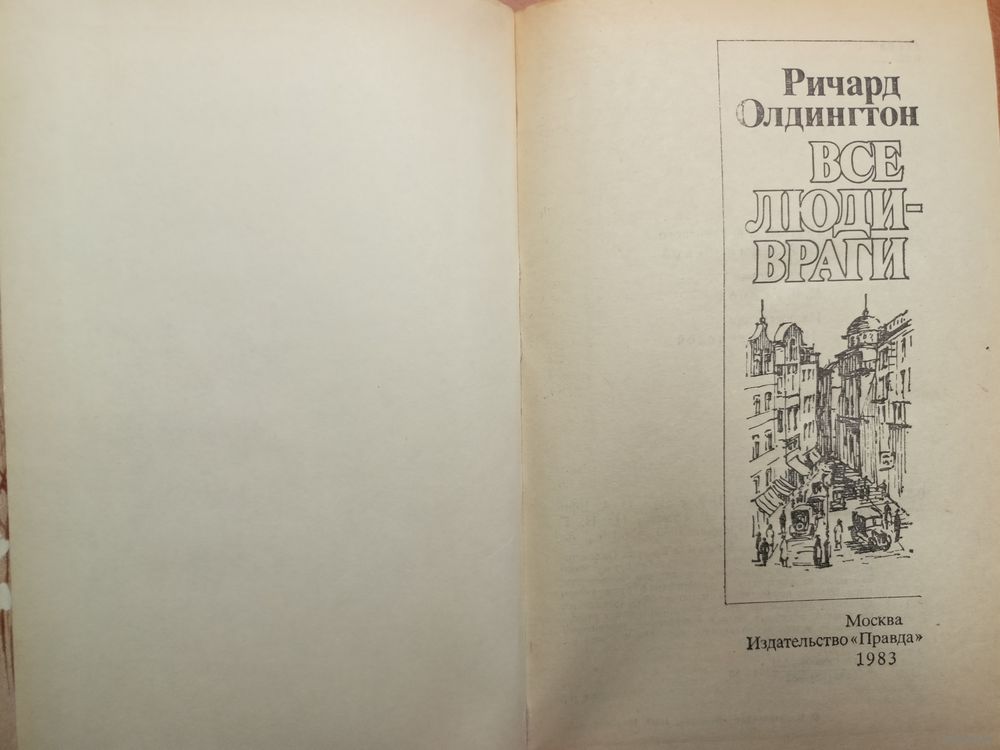 Ричард
Олдингтон
ВСЕ
ЛЮДИ-
ВРАГИ
Москва
Издательство «Правда»
1983